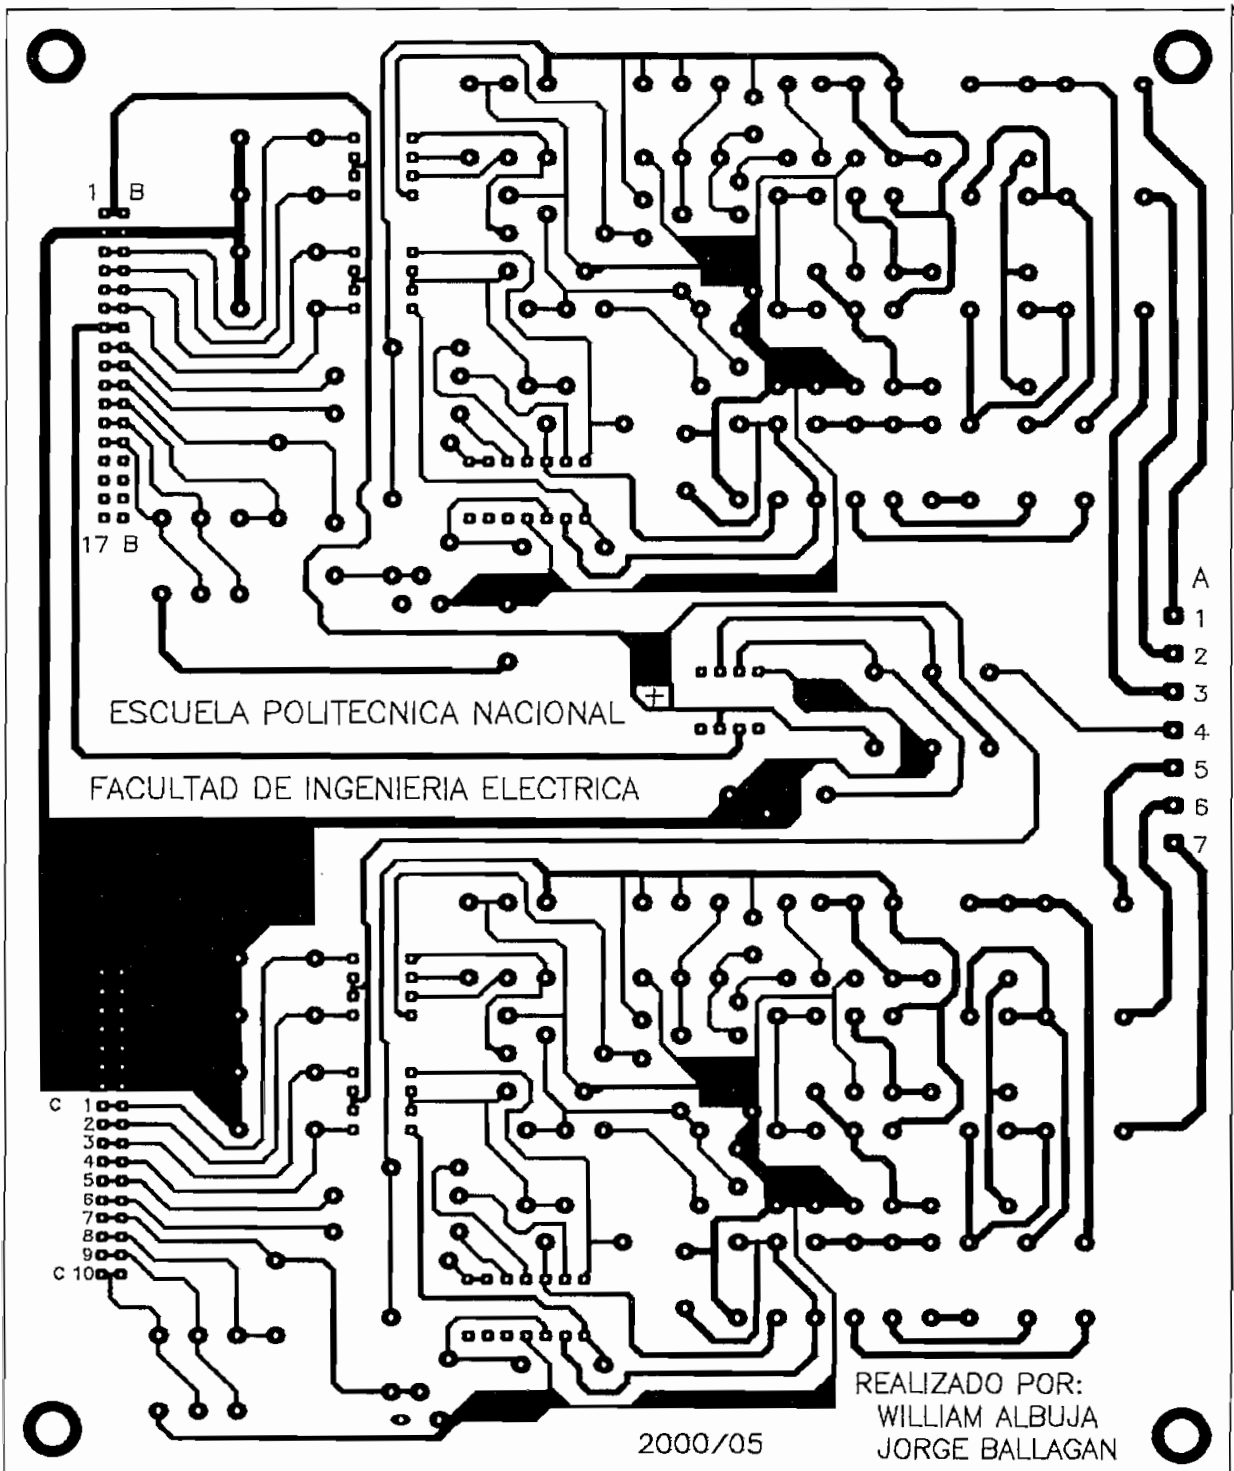 1 B
17 B
A
1
2
3
4
5
6
7
ESCUELA POLITECNICA NACIONAL
FACULTAD DE INGENIERIA ELECTRICA
C 1
2
3
4
5
6
7
8
9
C 10
REALIZADO POR:
WILLIAM ALBUJA
JORGE BALLAGAN
2000/05